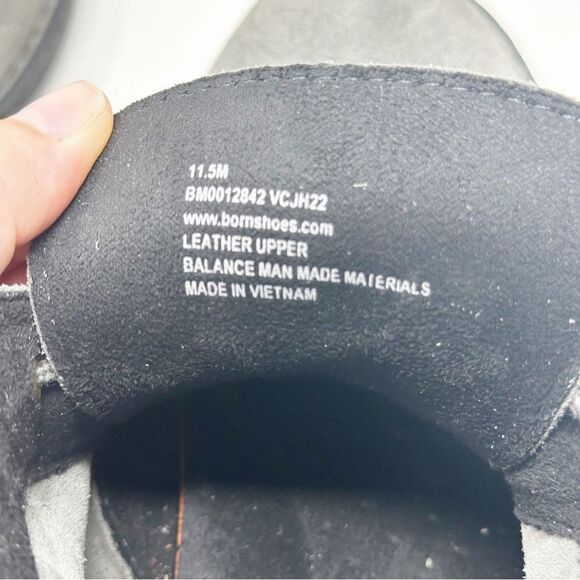 11.5M
BM0012842 VCJH22
www.bornshoes.com
LEATHER UPPER
BALANCE MAN MADE MATERIALS
MADE IN VIETNAM